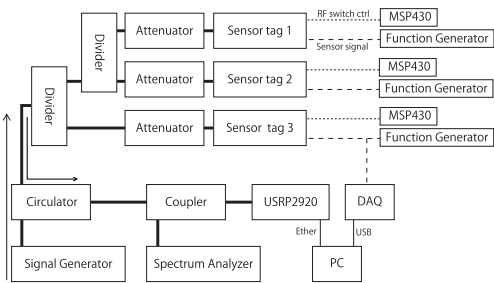 RF switch ctrl
MSP430
Divider
Attenuator
Sensor tag 1
Function Generator
Sensor signal
MSP430
Divider
Attenuator
Sensor tag 2
Function Generator
MSP430
Attenuator
Sensor tag 3
Function Generator
Circulator
Coupler
USRP2920
DAQ
Ether
USB
Signal Generator
Spectrum Analyzer
PC